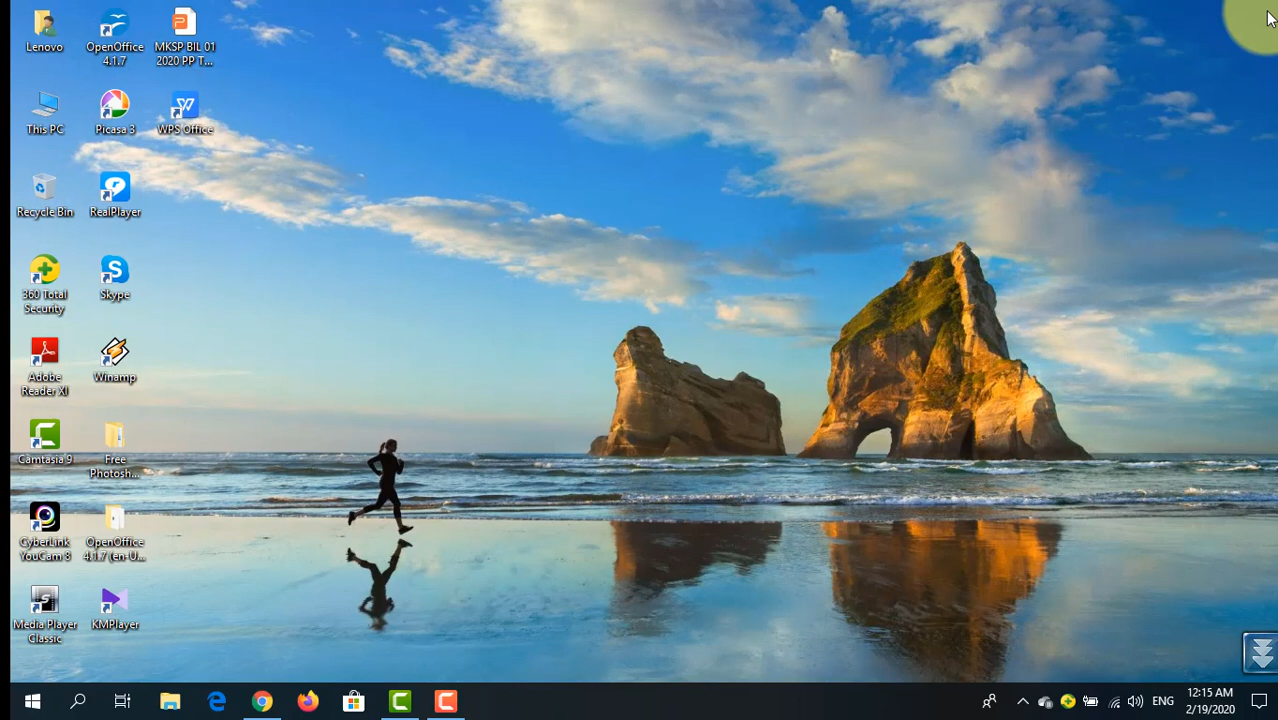 Lenovo
OpenOffice
4.1.7
MKSP BIL 01
2020 PP T...
This PC
Picasa 3
WPS Office
Recycle Bin
RealPlayer
360 Total
Security
Skype
Adobe
Reader XI
Winamp
Camtasia 9
Free
Photosh...
CyberLink
YouCam 8
OpenOffice
4.1.7 (en-U...
Media Player
Classic
KMPlayer
ENG
12:15 AM
2/19/2020